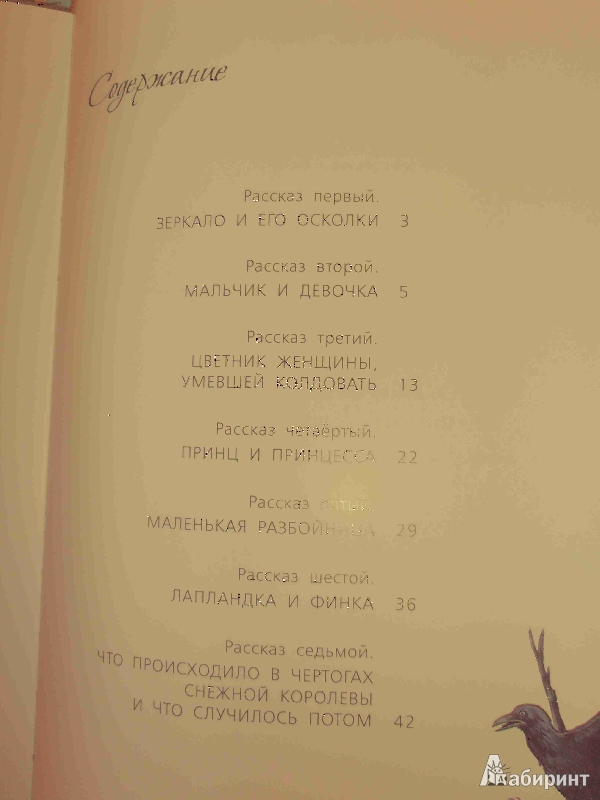 Содержание
Рассказ первый.
ЗЕРКАЛО И ЕГО ОСКОЛКИ 3
Рассказ второй.
МАЛЬЧИК И ДЕВОЧКА 5
Рассказ третий.
ЦВЕТНИК ЖЕНЩИНЫ,
УМЕВШЕЙ КОЛДОВАТЬ 13
Рассказ четвёртый.
ПРИНЦ И ПРИНЦЕССА 22
Рассказ пятый.
МАЛЕНЬКАЯ РАЗБОЙНИЦА 29
Рассказ шестой.
ЛАПЛАНДКА И ФИНКА 36
Рассказ седьмой.
ЧТО ПРОИСХОДИЛО В ЧЕРТОГАХ
СНЕЖНОЙ КОРОЛЕВЫ
И ЧТО СЛУЧИЛОСЬ ПОТОМ 42
Лабиринт